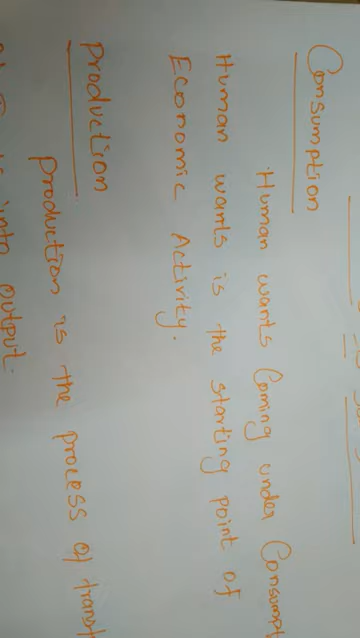 Consumption
Human wants Coming under Consumpt
Human wants is the starting point of
Economic Activity.
Production
Production is the process of transf
into output.